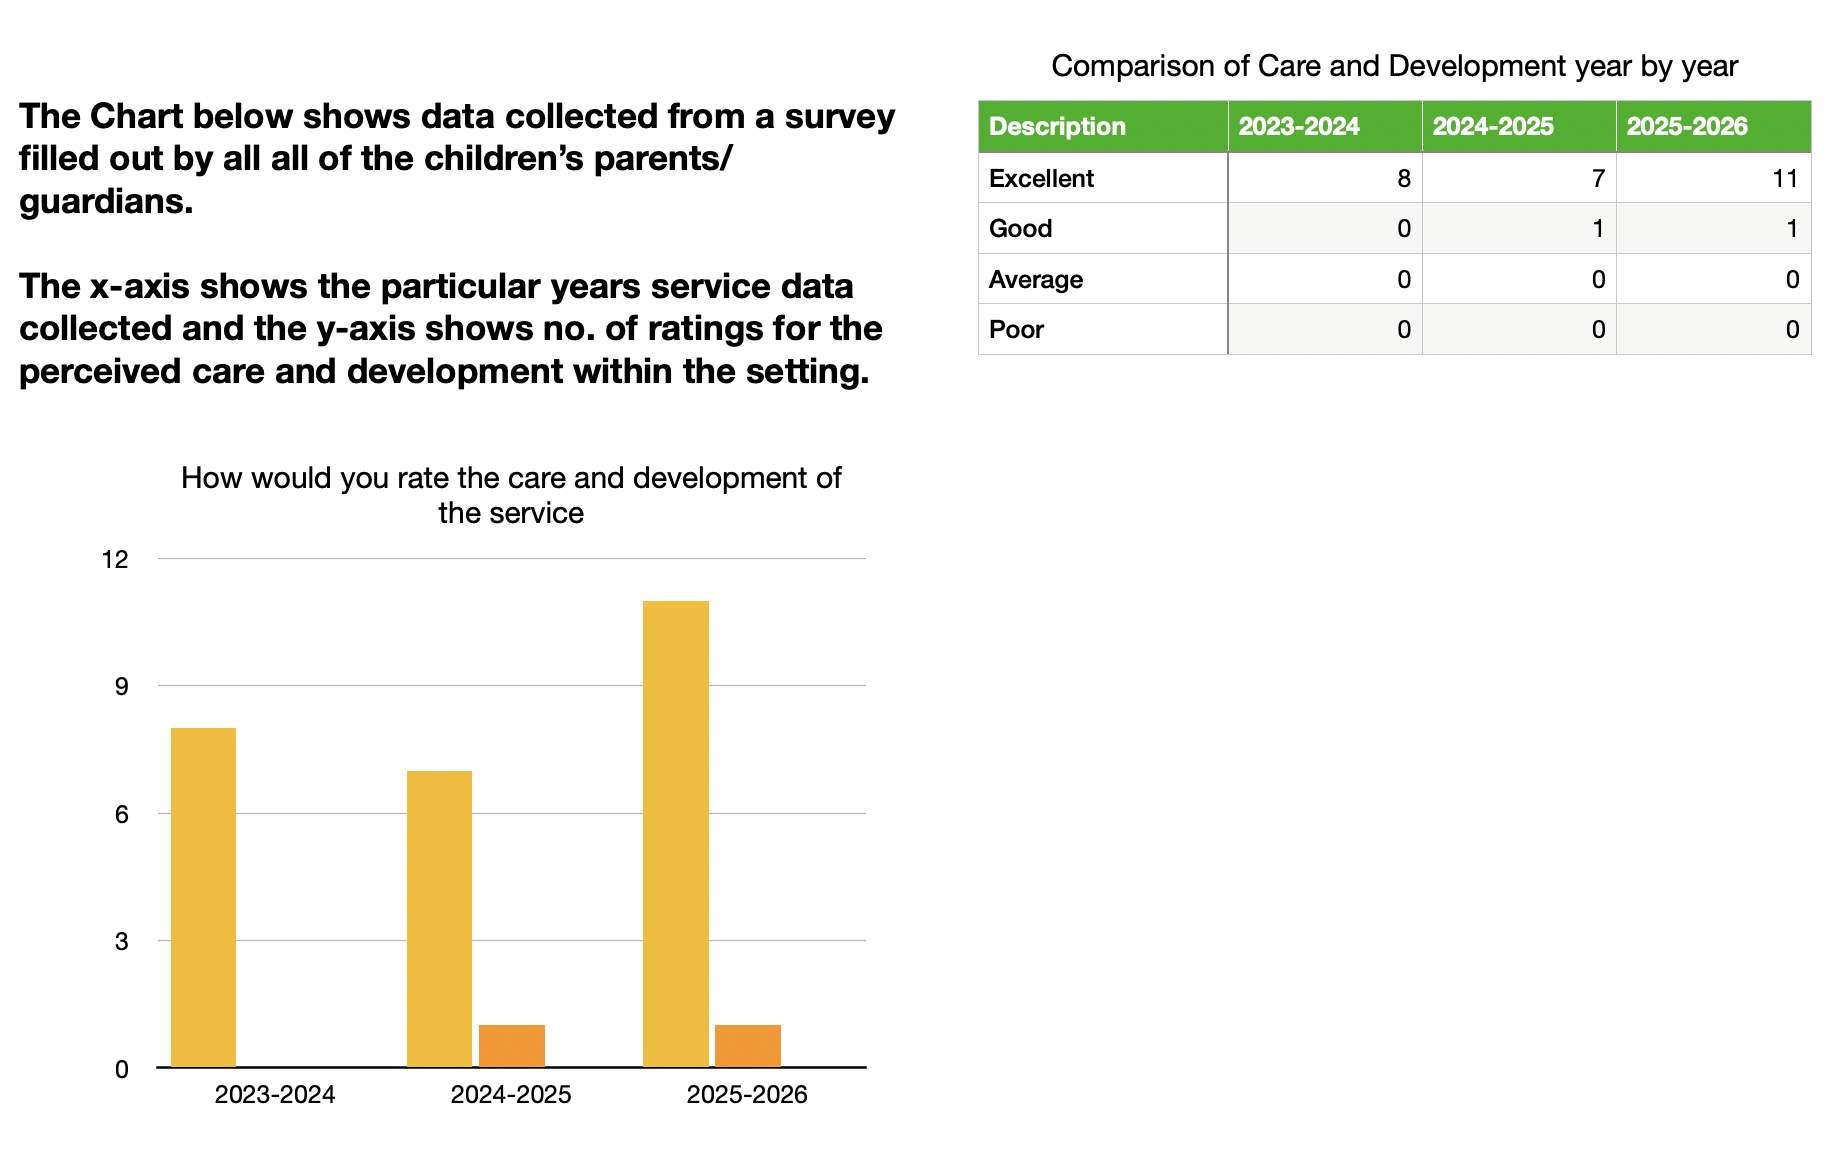 The Chart below shows data collected from a survey
filled out by all all of the children’s parents/
guardians.
The x-axis shows the particular years service data
collected and the y-axis shows no. of ratings for the
perceived care and development within the setting.
Comparison of Care and Development year by year
Description 2023-2024 2024-2025 2025-2026
Excellent 8 7 11
Good 0 1 1
Average 0 0 0
Poor 0 0 0
How would you rate the care and development of
the service
12
9
6
3
0
2023-2024 2024-2025 2025-2026